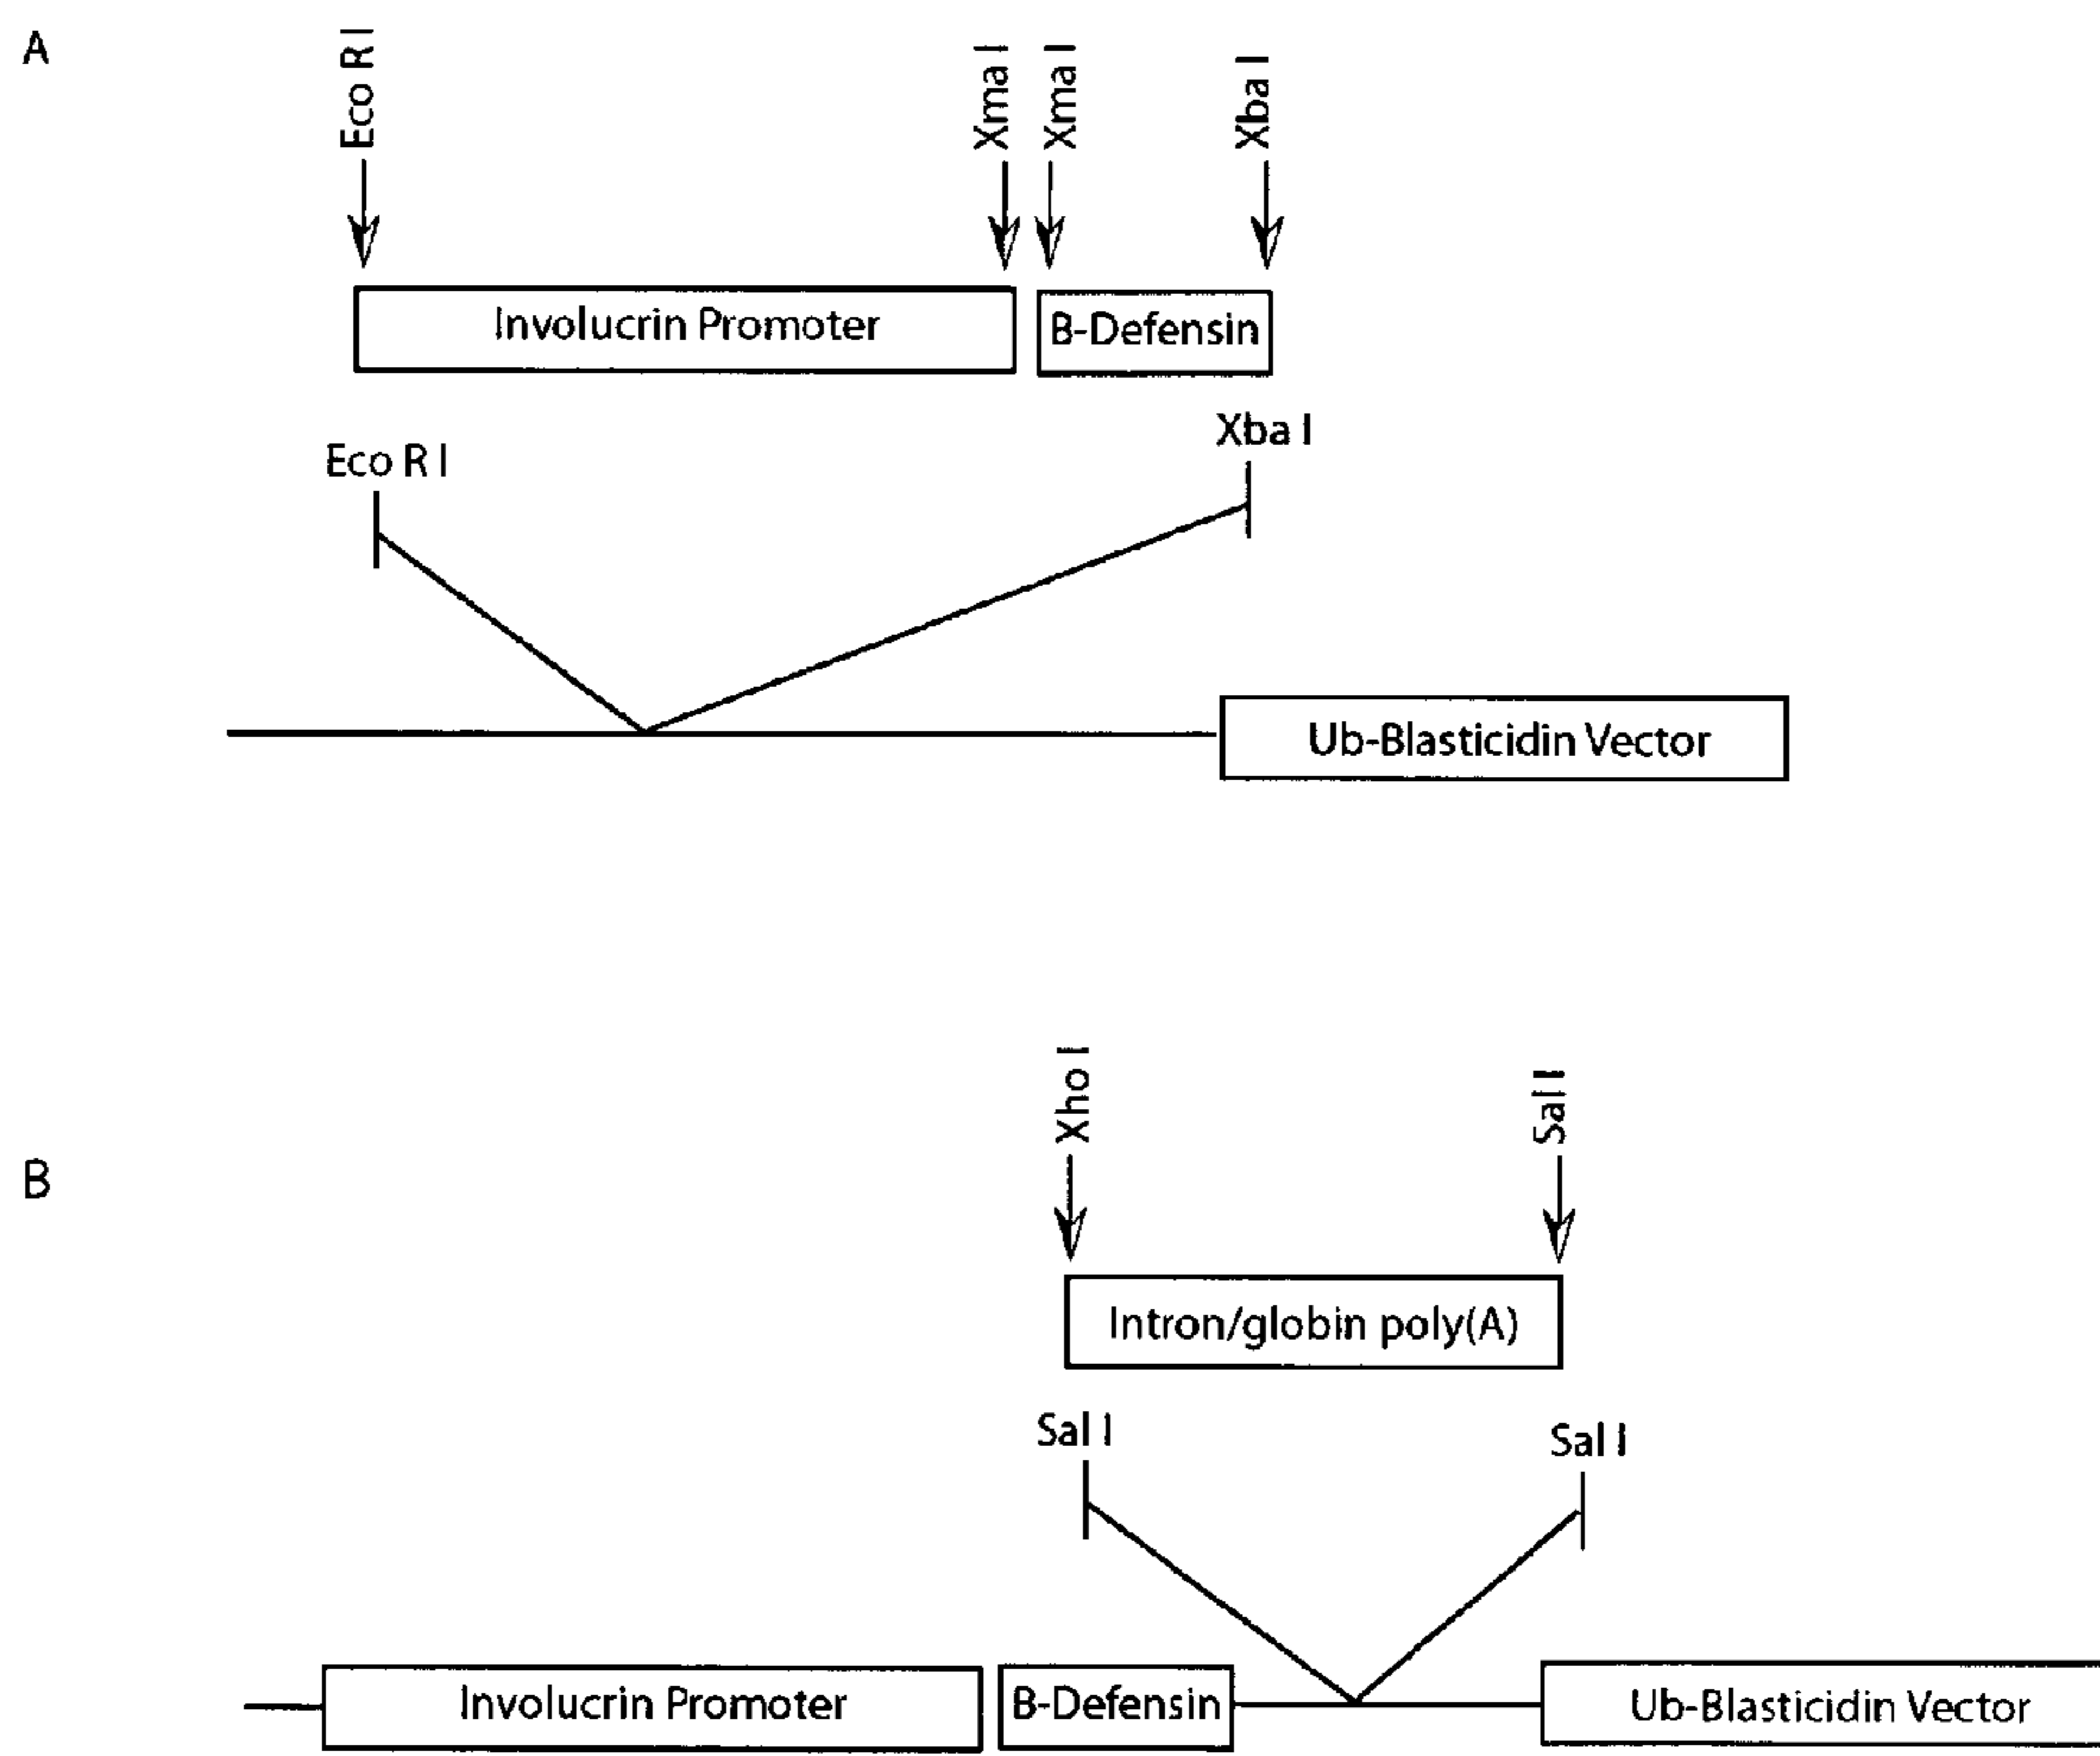 A
Eco R I
Xma I
Xma I
Xba I
Involucrin Promoter
B-Defensin
Eco R I
Xba I
Ub-Blasticidin Vector
B
Xho I
Sal I
Intron/globin poly(A)
Sal I
Sal I
Involucrin Promoter
B-Defensin
Ub-Blasticidin Vector